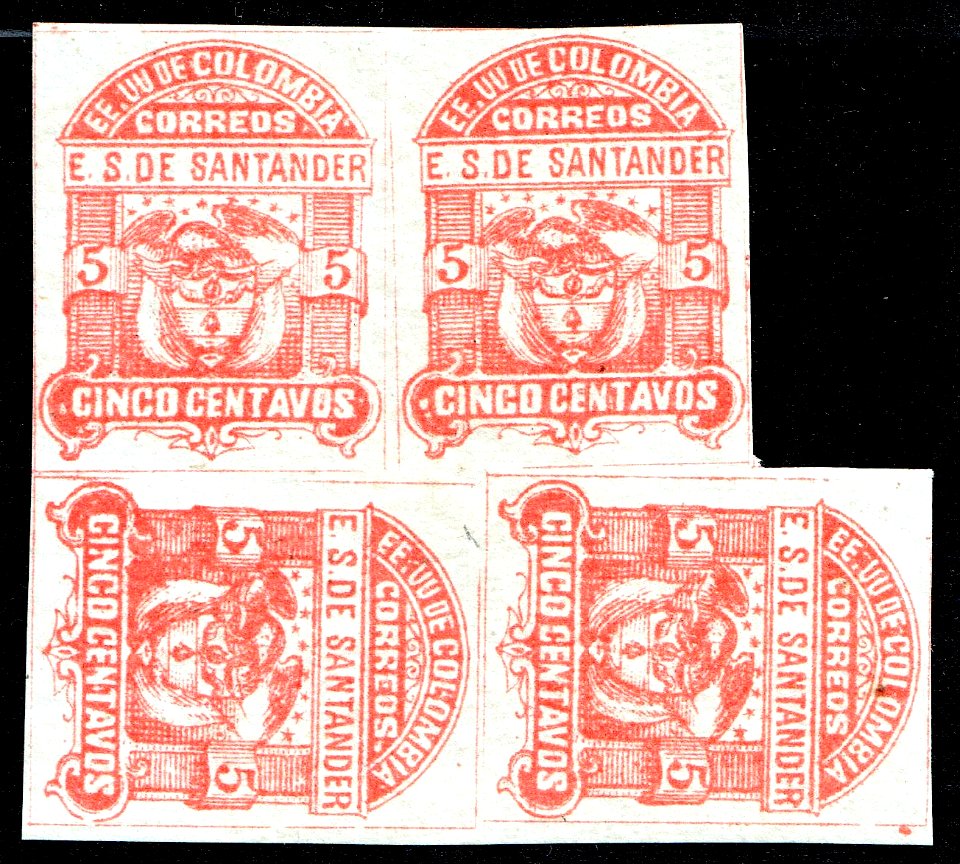 EE. UU DE COLOMBIA
CORREOS
E. S. DE SANTANDER
5 5
CINCO CENTAVOS
EE. UU DE COLOMBIA
CORREOS
E. S. DE SANTANDER
5 5
CINCO CENTAVOS
EE. UU DE COLOMBIA
CORREOS.
E. S. DE SANTANDER
5 5
CINCO CENTAVOS
EE. UU DE COLOMBIA
CORREOS
E. S. DE SANTANDER
5 5
CINCO CENTAVOS